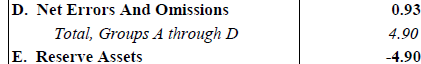 D. Net Errors And Omissions 0.93
Total, Groups A through D 4.90
E. Reserve Assets -4.90